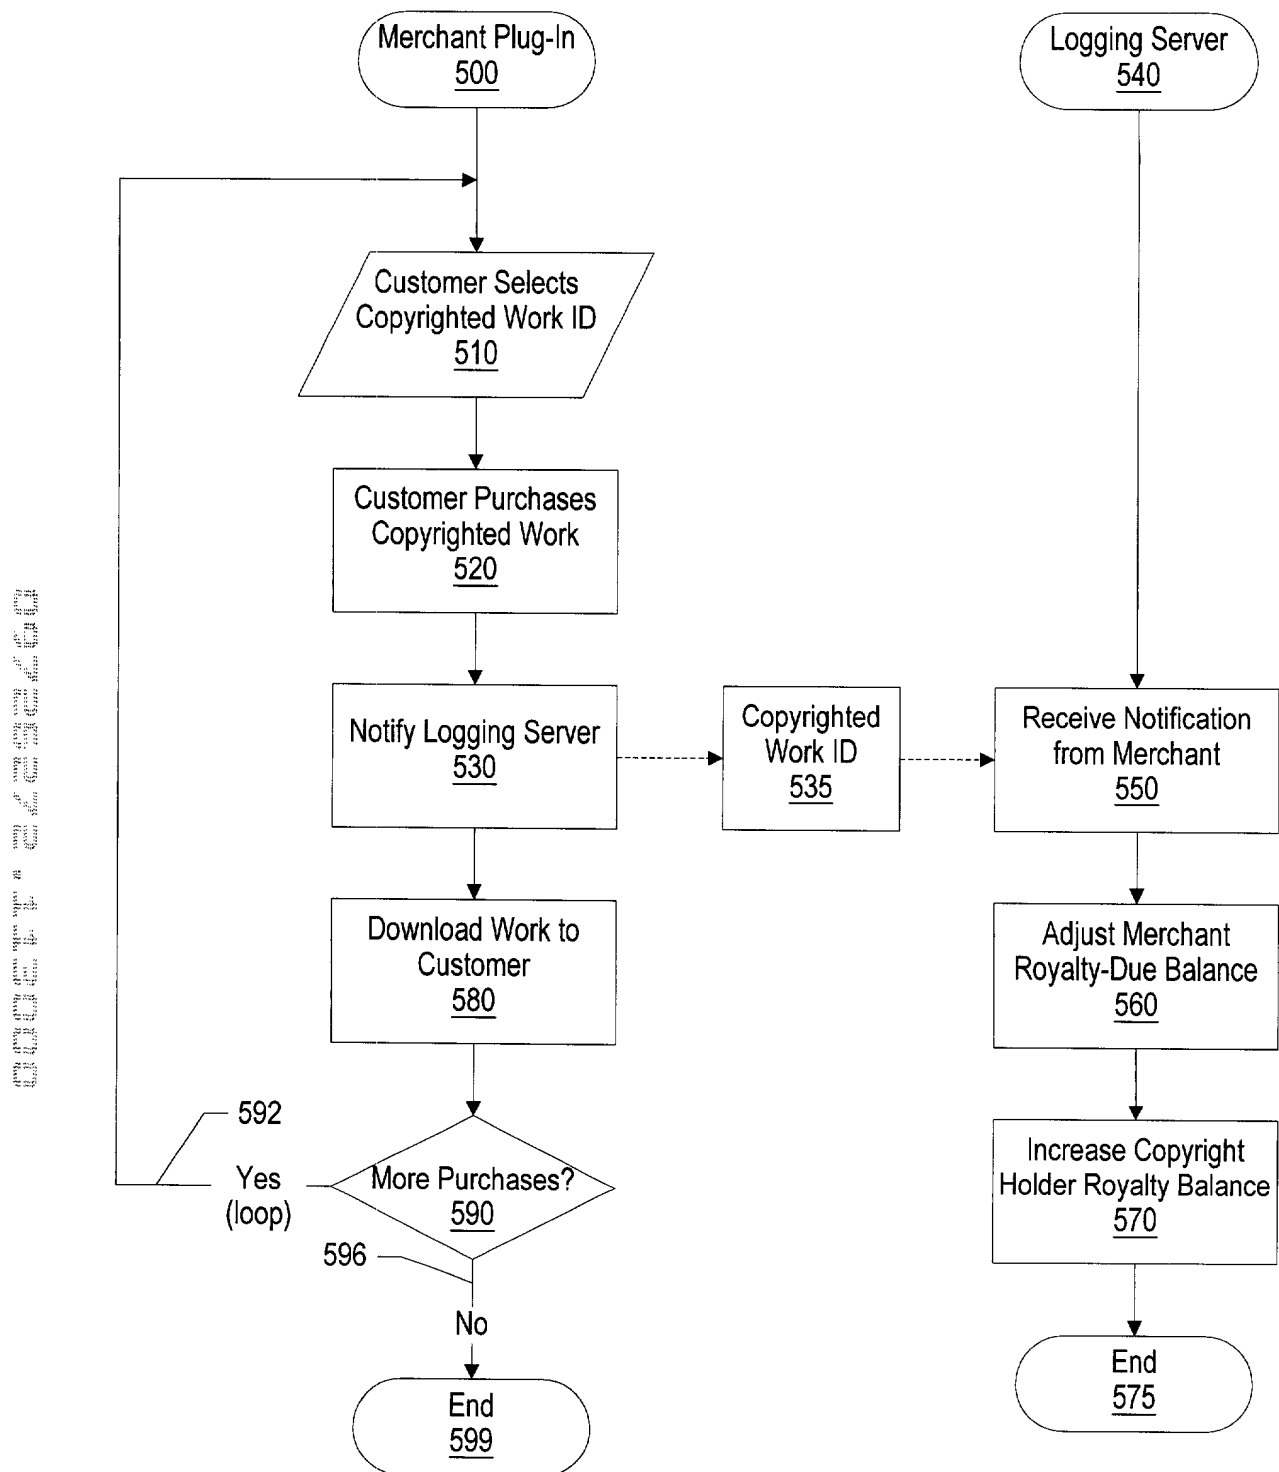 Merchant Plug-In
500
Logging Server
540
Customer Selects
Copyrighted Work ID
510
Customer Purchases
Copyrighted Work
520
Notify Logging Server
530
Copyrighted
Work ID
535
Receive Notification
from Merchant
550
Download Work to
Customer
580
Adjust Merchant
Royalty-Due Balance
560
592
Yes
(loop)
More Purchases?
590
Increase Copyright
Holder Royalty Balance
570
596
No
End
599
End
575